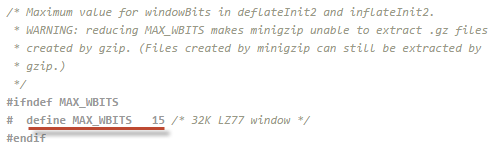 /* Maximum value for windowBits in deflateInit2 and inflateInit2.
 * WARNING: reducing MAX_WBITS makes minigzip unable to extract .gz files
 * created by gzip. (Files created by minigzip can still be extracted by
 * gzip.)
 */
#ifndef MAX_WBITS
#  define MAX_WBITS   15 /* 32K LZ77 window */
#endif